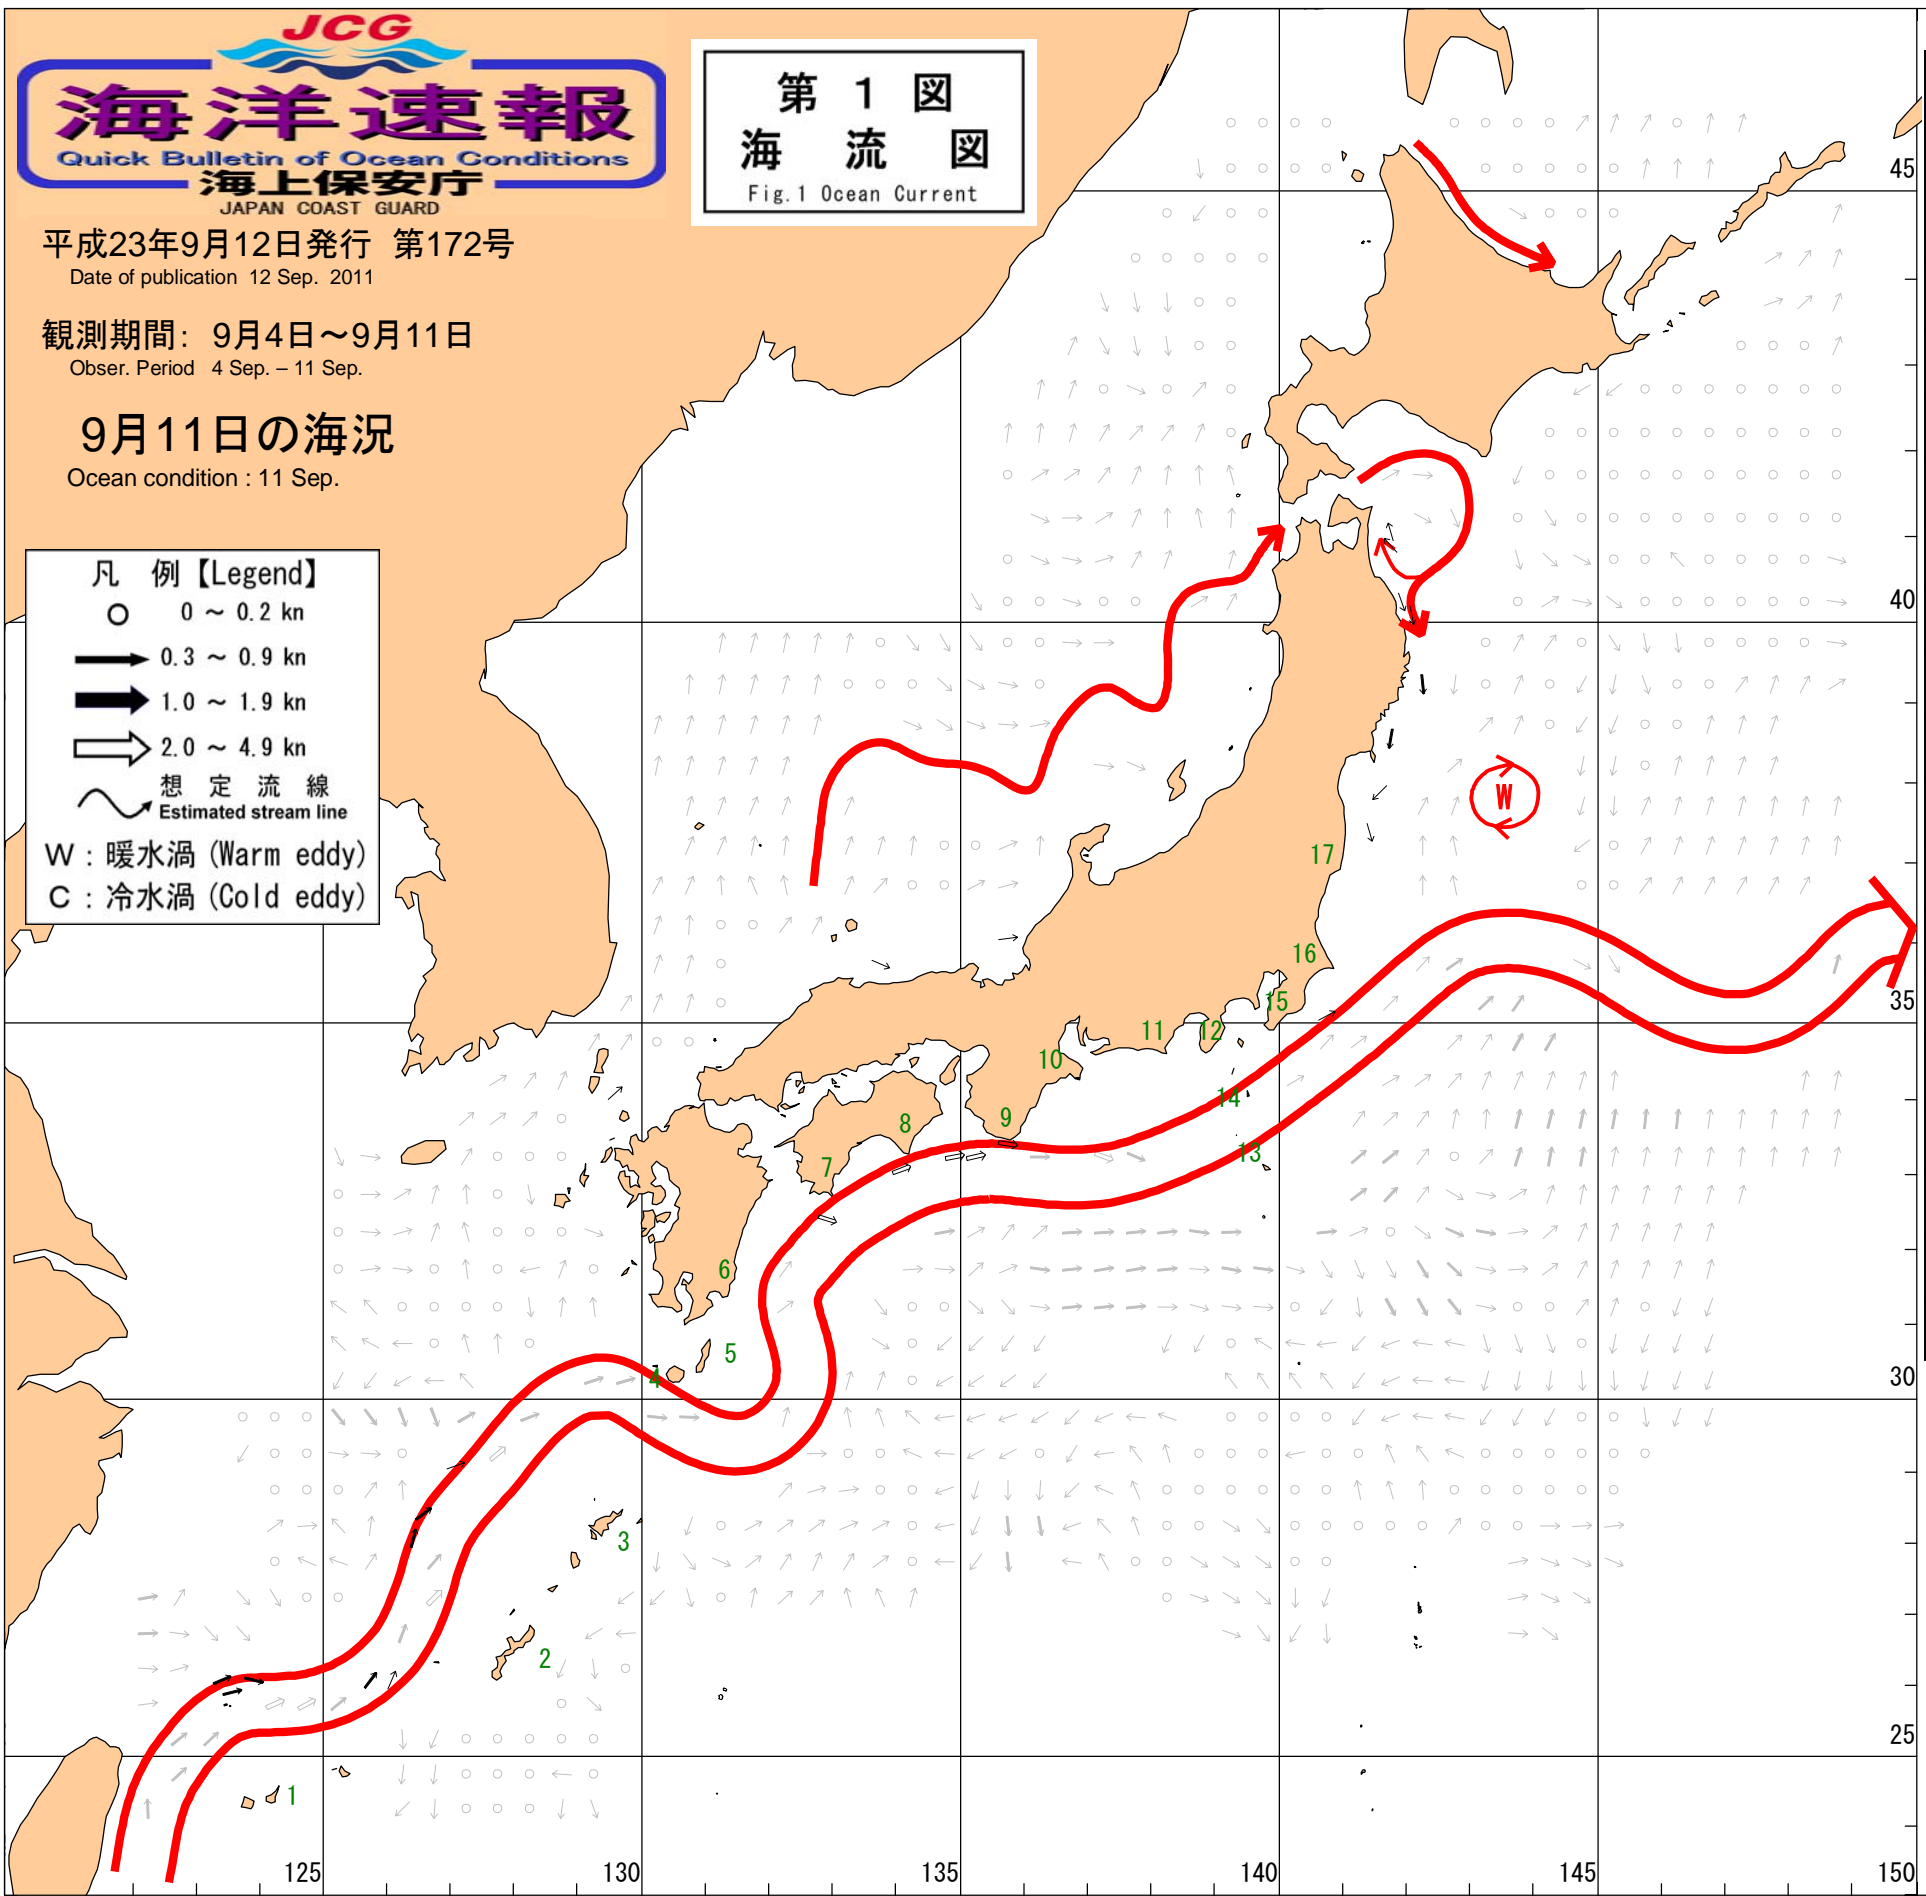 JCG
海洋速報
Quick Bulletin of Ocean Conditions
海上保安庁
JAPAN COAST GUARD
平成23年9月12日発行 第172号
Date of publication 12 Sep. 2011
観測期間: 9月4日～9月11日
Obser. Period 4 Sep. – 11 Sep.
9月11日の海況
Ocean condition : 11 Sep.
第 1 図
海 流 図
Fig.1 Ocean Current
凡 例【Legend】
0 ～ 0.2 kn
0.3 ～ 0.9 kn
1.0 ～ 1.9 kn
2.0 ～ 4.9 kn
想 定 流 線
Estimated stream line
W : 暖水渦 (Warm eddy)
C : 冷水渦 (Cold eddy)
45
40
W
17
16
35
15
14
13
12
11
10
9
8
7
6
5
4
30
3
2
25
1
125
130
135
140
145
150